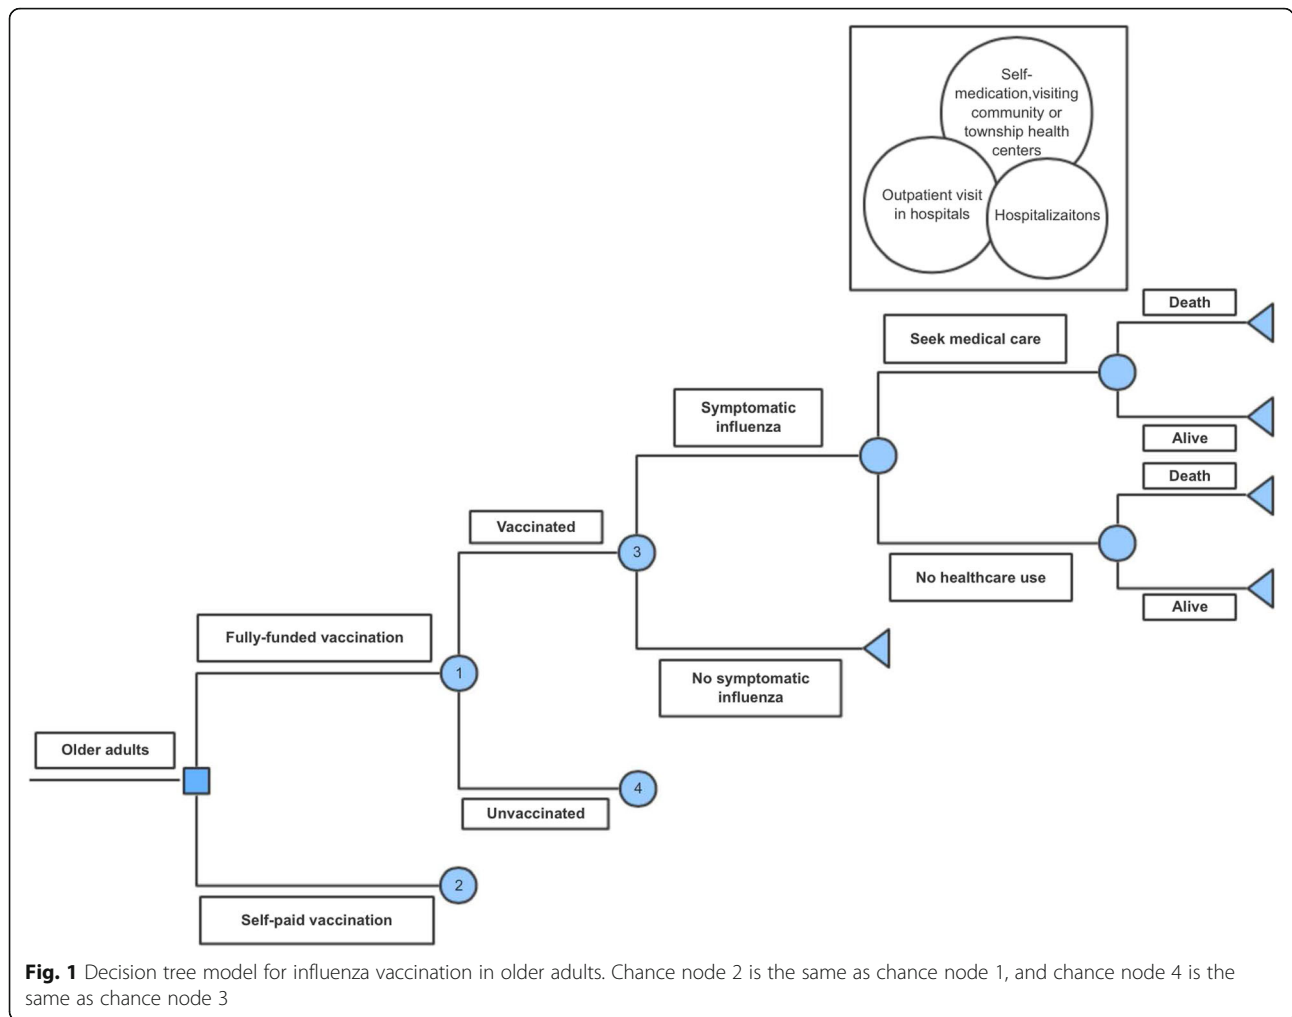 Self-
medication,visiting
community or
township health
centers
Outpatient visit
in hospitals
Hospitalizaitons
Death
Seek medical care
Alive
Symptomatic
influenza
Death
Vaccinated
3
No healthcare use
Alive
Fully-funded vaccination
1
No symptomatic
influenza
Older adults
4
Unvaccinated
2
Self-paid vaccination
Fig. 1 Decision tree model for influenza vaccination in older adults. Chance node 2 is the same as chance node 1, and chance node 4 is the
same as chance node 3